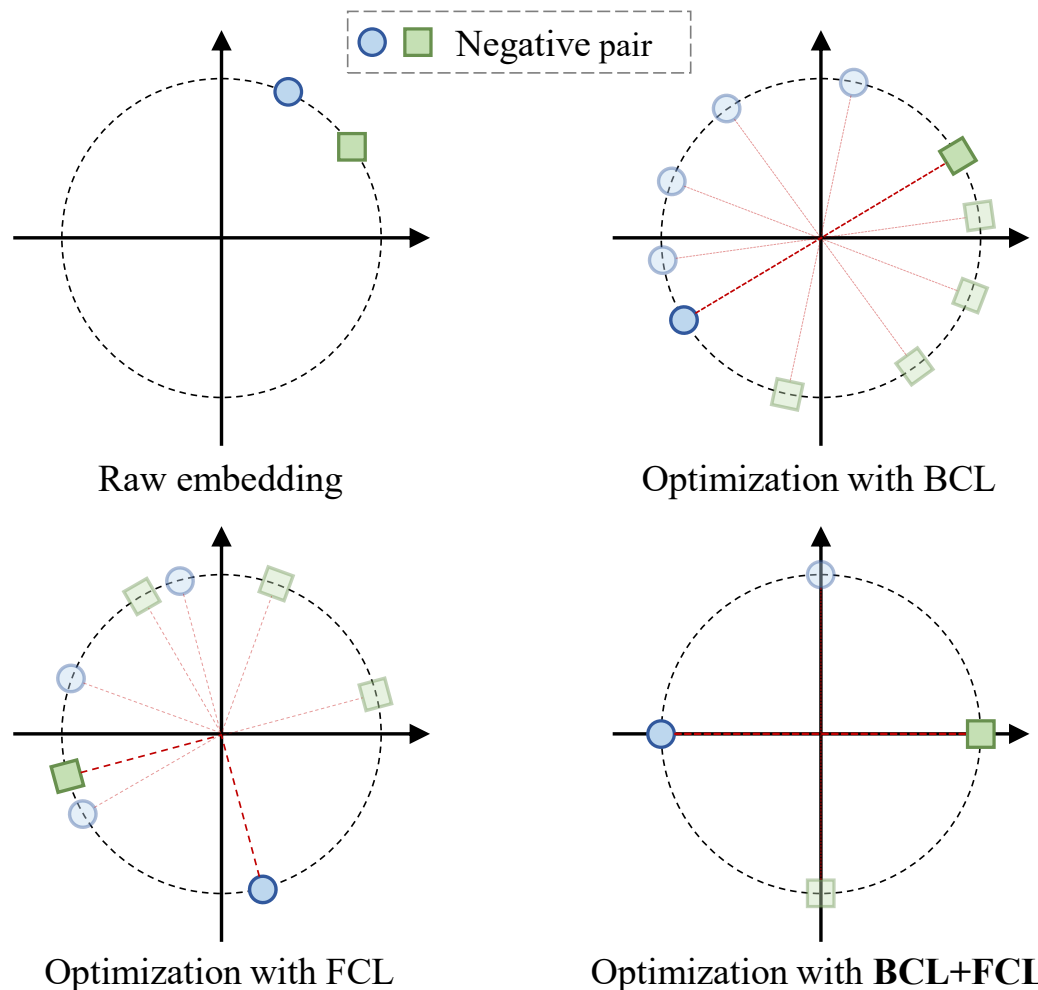 Negative pair
Raw embedding
Optimization with BCL
Optimization with FCL
Optimization with BCL+FCL